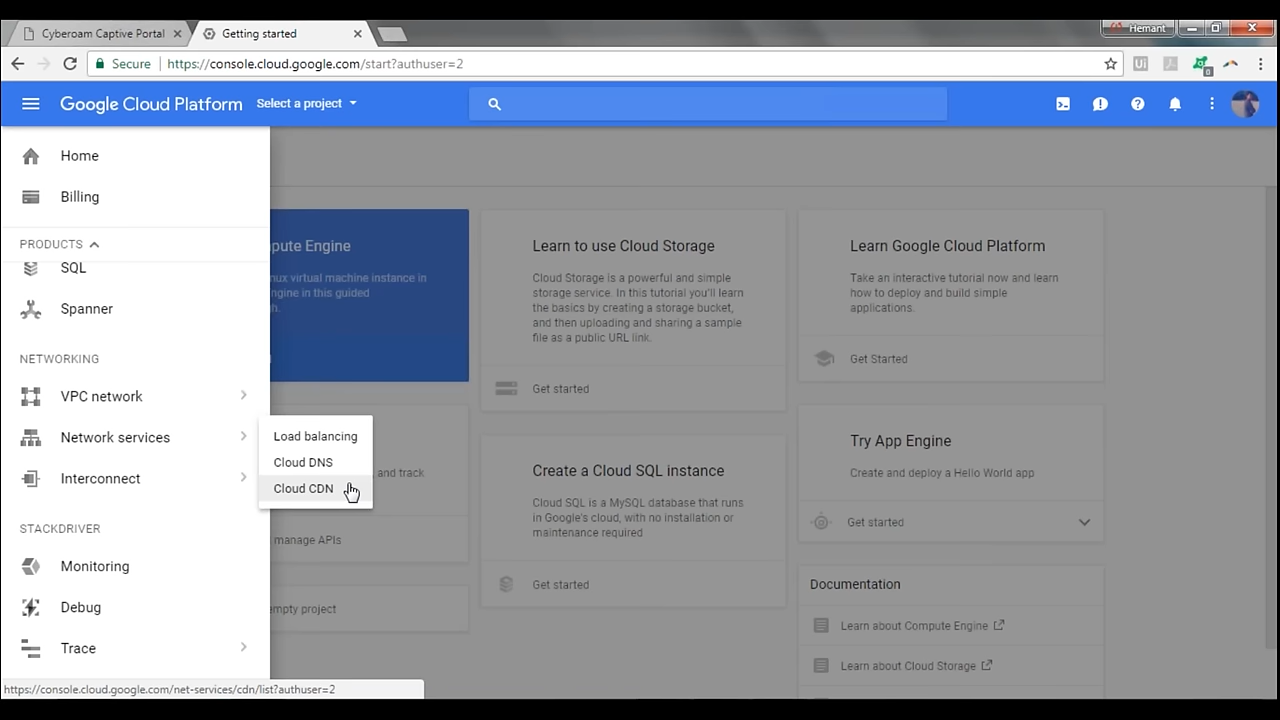 Cyberoam Captive Portal
Getting started
Hemant
Secure
https://console.cloud.google.com/start?authuser=2
Google Cloud Platform
Select a project
Home
Billing
PRODUCTS
SQL
Spanner
NETWORKING
VPC network
Network services
Interconnect
STACKDRIVER
Monitoring
Debug
Trace
Load balancing
Cloud DNS
Cloud CDN
pute Engine
nux virtual machine instance in
ngine in this guided
h.
and track
manage APIs
empty project
Learn to use Cloud Storage
Cloud Storage is a powerful and simple
storage service. In this tutorial you'll learn
the basics by creating a storage bucket,
and then uploading and sharing a sample
file as a public URL link.
Get started
Create a Cloud SQL instance
Cloud SQL is a MySQL database that runs
in Google's cloud, with no installation or
maintenance required
Get started
Learn Google Cloud Platform
Take an interactive tutorial now and learn
how to deploy and build simple
applications.
Get Started
Try App Engine
Create and deploy a Hello World app
Get started
Documentation
Learn about Compute Engine
Learn about Cloud Storage
https://console.cloud.google.com/net-services/cdn/list?authuser=2